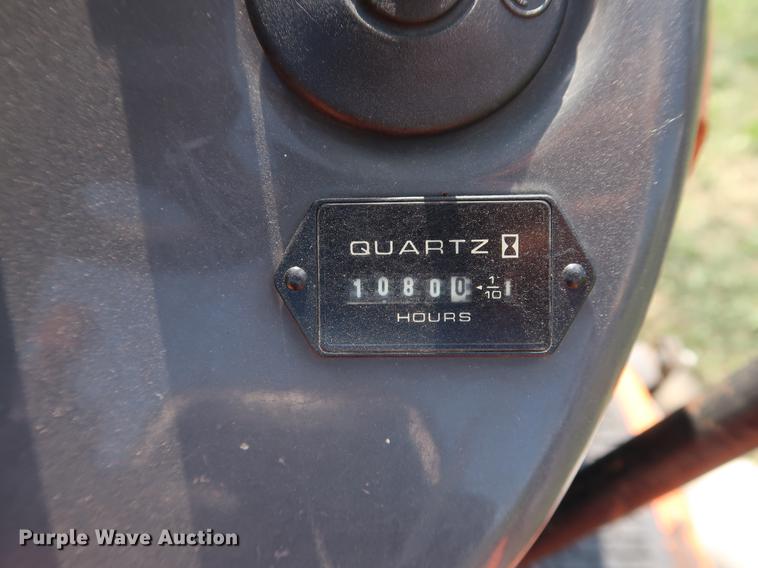 QUARTZ
10800 1/10
HOURS
Purple Wave Auction